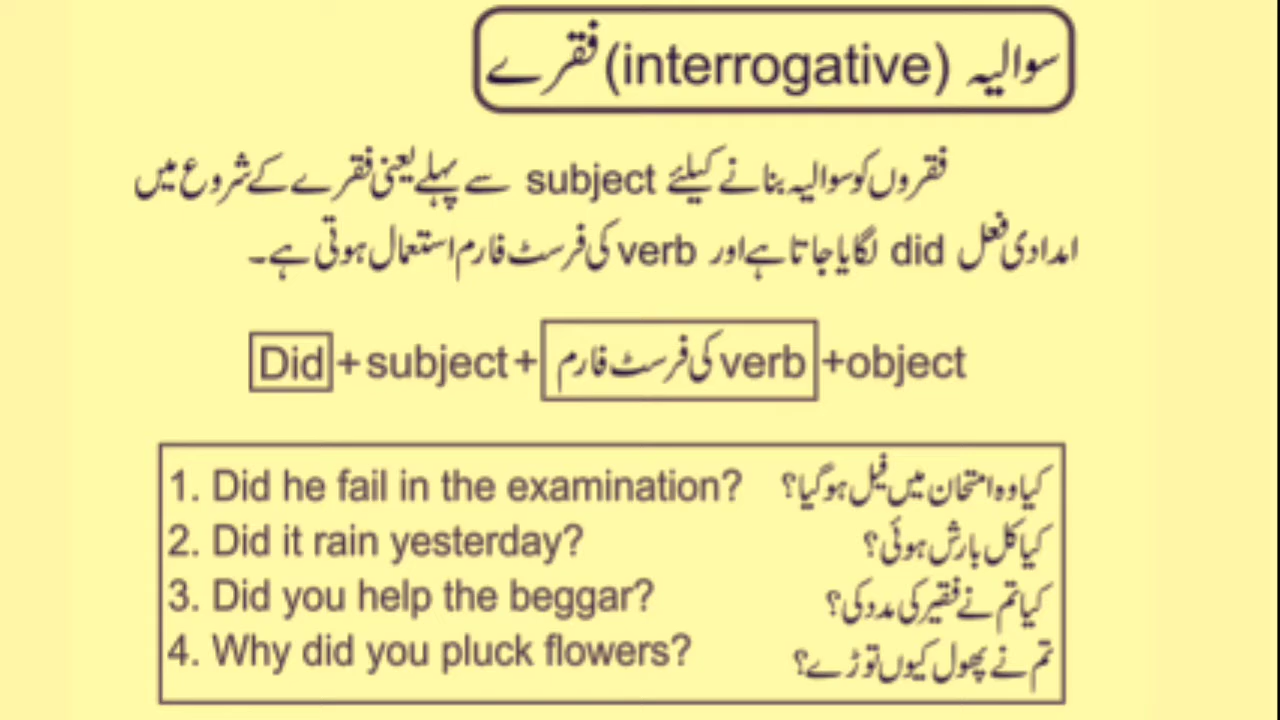 سوالیہ (interrogative) فقرے
فقروں کو سوالیہ بنانے کیلئے subject سے پہلے یعنی فقرے کے شروع میں
امدادی فعل did لگایا جاتا ہے اور verb کی فرسٹ فارم استعمال ہوتی ہے۔
Did + subject + verb کی فرسٹ فارم + object
1. Did he fail in the examination? کیا وہ امتحان میں فیل ہو گیا؟
2. Did it rain yesterday? کیا کل بارش ہوئی؟
3. Did you help the beggar? کیا تم نے فقیر کی مدد کی؟
4. Why did you pluck flowers? تم نے پھول کیوں توڑے؟